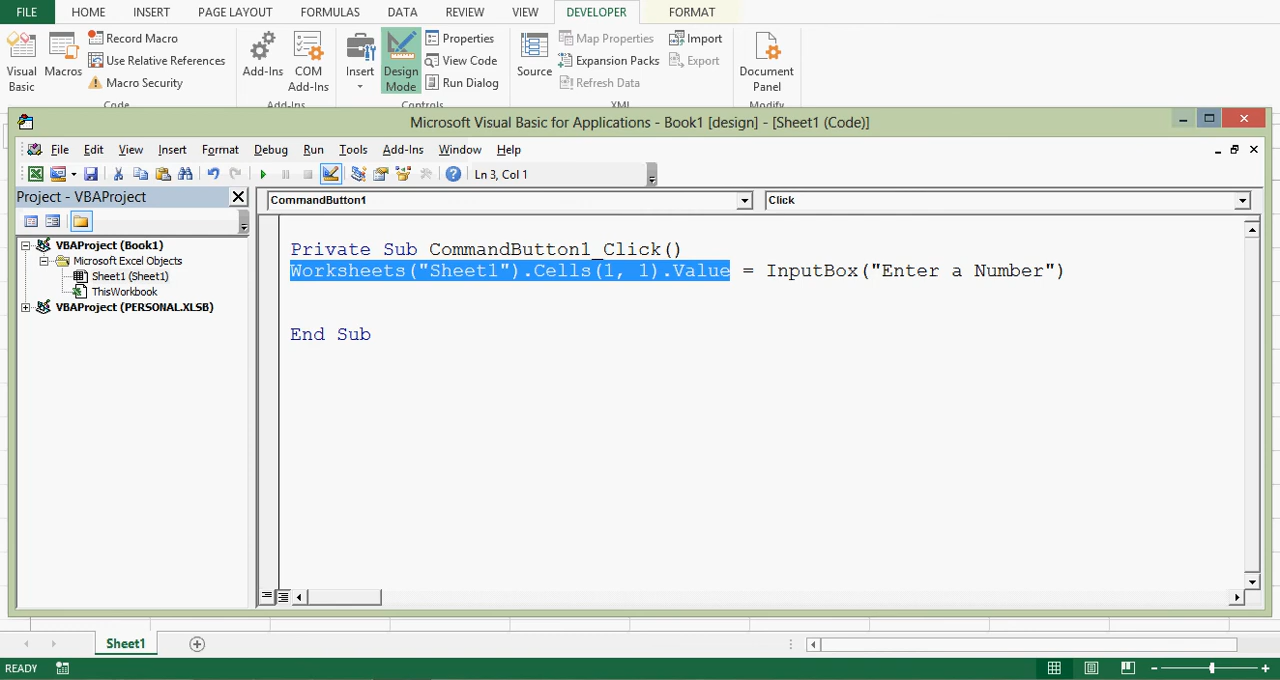 FILE HOME INSERT PAGE LAYOUT FORMULAS DATA REVIEW VIEW DEVELOPER FORMAT
Visual Basic
Macros
Record Macro
Use Relative References
Macro Security
Code
Add-Ins
COM Add-Ins
Add-Ins
Insert
Design Mode
Properties
View Code
Run Dialog
Controls
Source
Map Properties
Expansion Packs
Refresh Data
Import
Export
XML
Document Panel
Modify
Microsoft Visual Basic for Applications - Book1 [design] - [Sheet1 (Code)]
File Edit View Insert Format Debug Run Tools Add-Ins Window Help
Ln 3, Col 1
Project - VBAProject
VBAProject (Book1)
Microsoft Excel Objects
Sheet1 (Sheet1)
ThisWorkbook
VBAProject (PERSONAL.XLSB)
CommandButton1 Click
Private Sub CommandButton1_Click()
Worksheets("Sheet1").Cells(1, 1).Value = InputBox("Enter a Number")
End Sub
Sheet1
READY